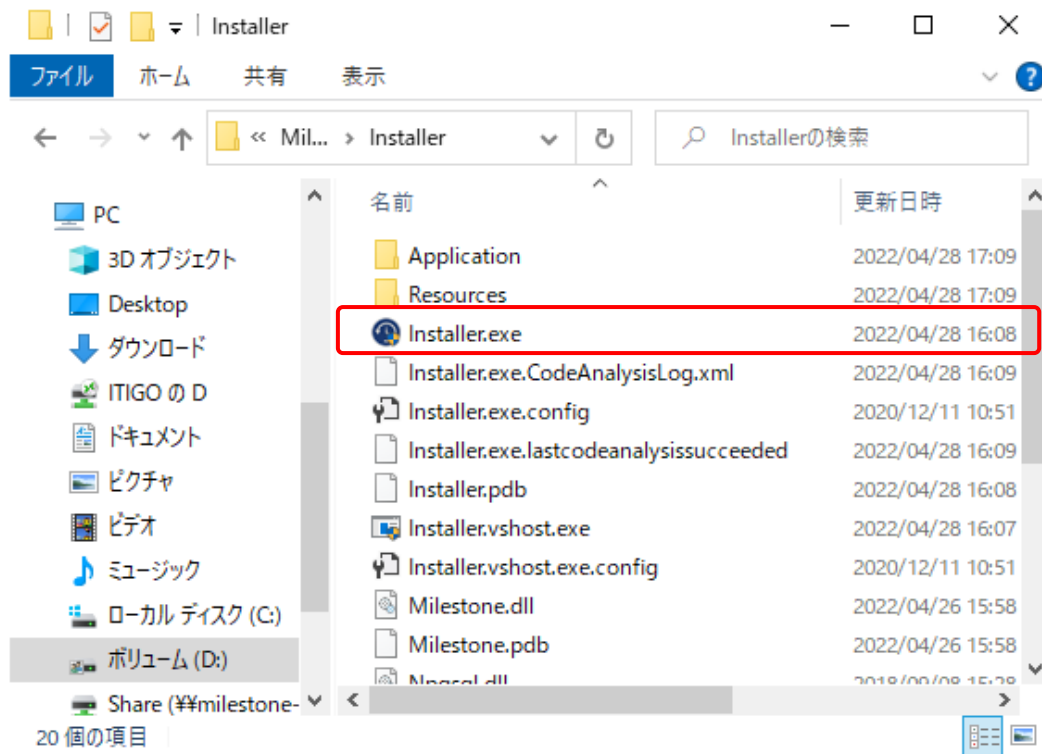 Installer
ファイル ホーム 共有 表示
« Mil... › Installer Installerの検索
名前 更新日時
PC
3D オブジェクト
Desktop
ダウンロード
ITIGO の D
ドキュメント
ピクチャ
ビデオ
ミュージック
ローカル ディスク (C:)
ボリューム (D:)
Share (¥¥milestone-
Application 2022/04/28 17:09
Resources 2022/04/28 17:09
Installer.exe 2022/04/28 16:08
Installer.exe.CodeAnalysisLog.xml 2022/04/28 16:09
Installer.exe.config 2020/12/11 10:51
Installer.exe.lastcodeanalysissucceeded 2022/04/28 16:09
Installer.pdb 2022/04/28 16:08
Installer.vshost.exe 2022/04/28 16:07
Installer.vshost.exe.config 2020/12/11 10:51
Milestone.dll 2022/04/26 15:58
Milestone.pdb 2022/04/26 15:58
Npgsql.dll 2018/09/08 15:28
20 個の項目